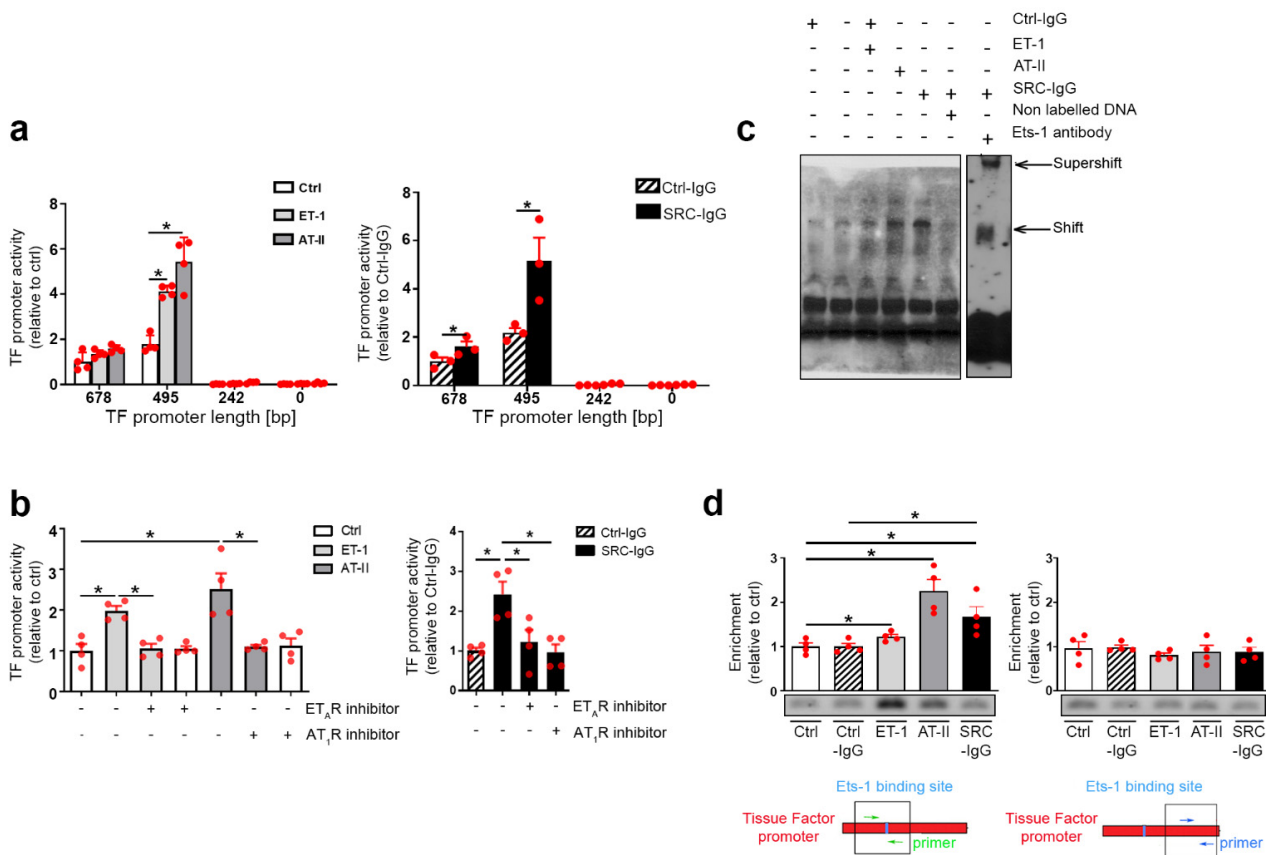 a
8
6
4
2
0
TF promoter activity
(relative to ctrl)
Ctrl
ET-1
AT-II
*
*
678 495 242 0
TF promoter length [bp]
8
6
4
2
0
TF promoter activity
(relative to Ctrl-IgG)
Ctrl-IgG
SRC-IgG
*
*
678 495 242 0
TF promoter length [bp]
c
+ - + - - - - Ctrl-IgG
- - + - - - - ET-1
- - - + - - - AT-II
- - - - + + + SRC-IgG
- - - - - + - Non labelled DNA
- - - - - - + Ets-1 antibody
Supershift
Shift
b
4
3
2
1
0
TF promoter activity
(relative to ctrl)
Ctrl
ET-1
AT-II
* * * *
- - + + - - - ETAR inhibitor
- - - - - + + AT1R inhibitor
4
3
2
1
0
TF promoter activity
(relative to Ctrl-IgG)
Ctrl-IgG
SRC-IgG
* * *
- - + - ETAR inhibitor
- - - + AT1R inhibitor
d
3
2
1
0
Enrichment
(relative to ctrl)
*
*
*
*
Ctrl Ctrl -IgG ET-1 AT-II SRC -IgG
Ets-1 binding site
Tissue Factor
promoter
primer
3
2
1
0
Enrichment
(relative to ctrl)
Ctrl Ctrl -IgG ET-1 AT-II SRC -IgG
Ets-1 binding site
Tissue Factor
promoter
primer